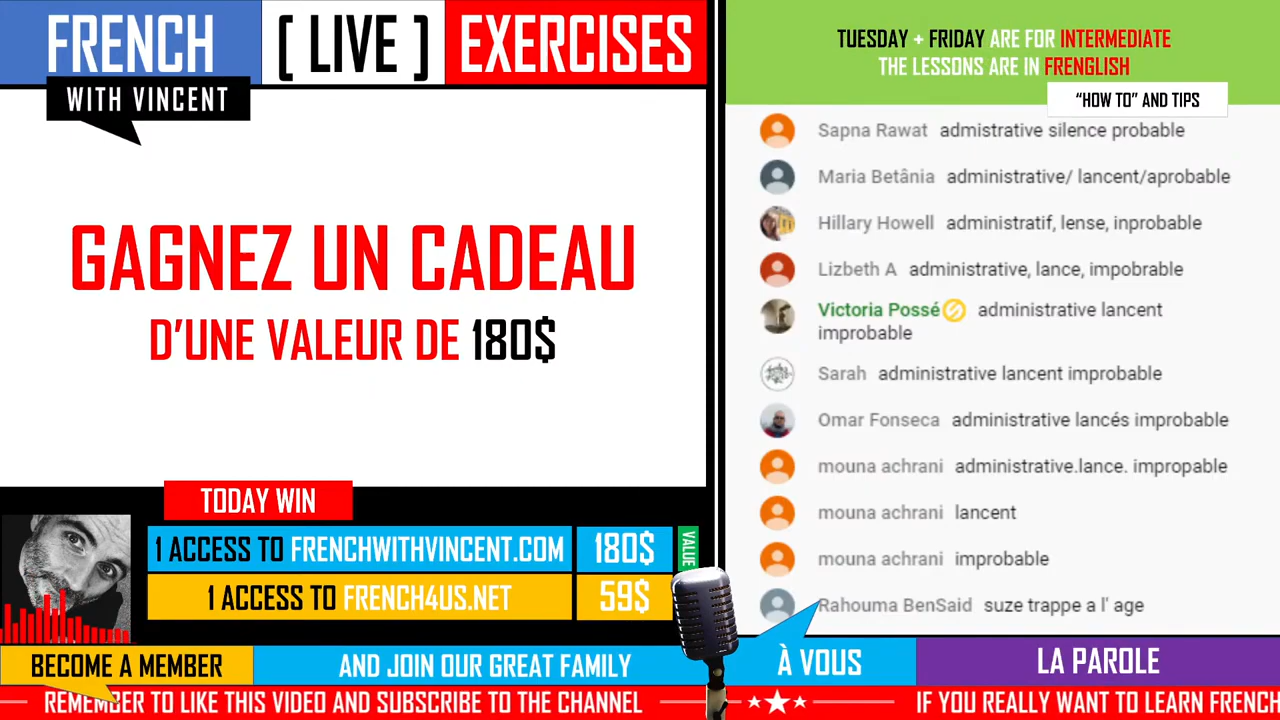 FRENCH
[ LIVE ]
EXERCISES
WITH VINCENT
GAGNEZ UN CADEAU
D'UNE VALEUR DE 180$
TODAY WIN
1 ACCESS TO FRENCHWITHVINCENT.COM
180$
VALUE
1 ACCESS TO FRENCH4US.NET
59$
BECOME A MEMBER
AND JOIN OUR GREAT FAMILY
TUESDAY + FRIDAY ARE FOR INTERMEDIATE
THE LESSONS ARE IN FRENGLISH
“HOW TO” AND TIPS
Sapna Rawat admistrative silence probable
Maria Betânia administrative/ lancent/aprobable
Hillary Howell administratif, lense, inprobable
Lizbeth A administrative, lance, impobrable
Victoria Possé administrative lancent
improbable
Sarah administrative lancent improbable
Omar Fonseca administrative lancés improbable
mouna achrani administrative.lance. impropable
mouna achrani lancent
mouna achrani improbable
Rahouma BenSaid suze trappe a l' age
À VOUS
LA PAROLE
REMEMBER TO LIKE THIS VIDEO AND SUBSCRIBE TO THE CHANNEL
IF YOU REALLY WANT TO LEARN FRENCH